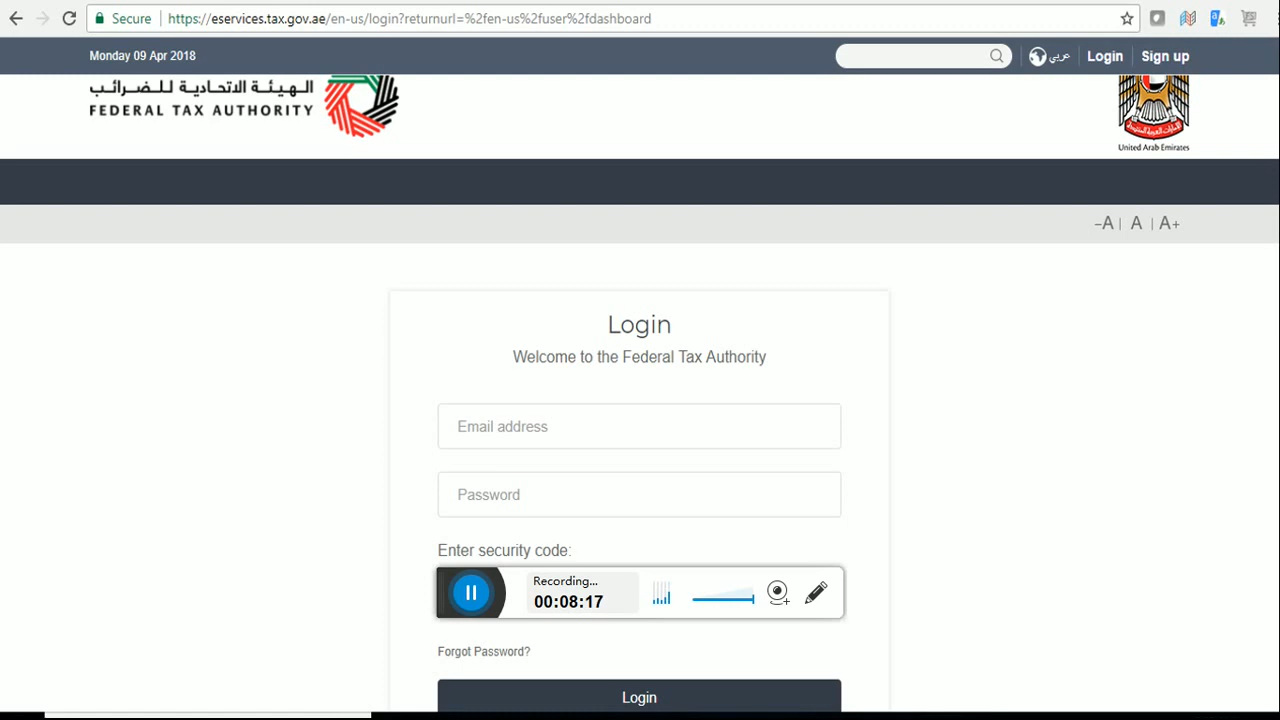 Secure https://eservices.tax.gov.ae/en-us/login?returnurl=%2fen-us%2fuser%2fdashboard
Monday 09 Apr 2018
عربي
Login
Sign up
الهيئة الاتحادية للضرائب
FEDERAL TAX AUTHORITY
United Arab Emirates
-A | A | A+
Login
Welcome to the Federal Tax Authority
Email address
Password
Enter security code:
Recording...
00:08:17
Forgot Password?
Login